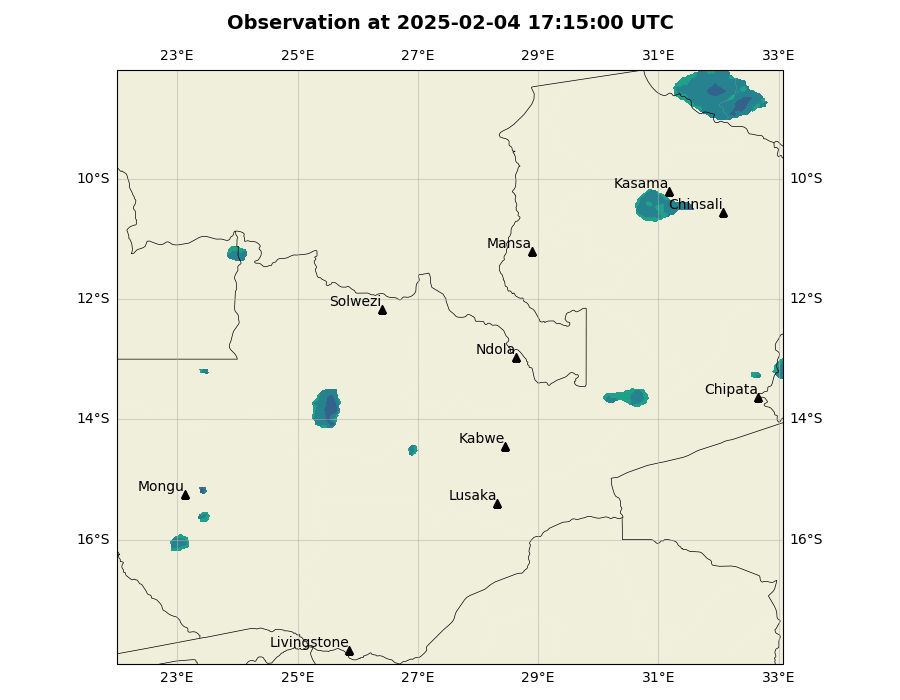 Observation at 2025-02-04 17:15:00 UTC
23°E 25°E 27°E 29°E 31°E 33°E
10°S 10°S
Kasama
Chinsali
Mansa
12°S 12°S
Solwezi
Ndola
Chipata
14°S 14°S
Kabwe
Mongu
Lusaka
16°S 16°S
Livingstone
23°E 25°E 27°E 29°E 31°E 33°E